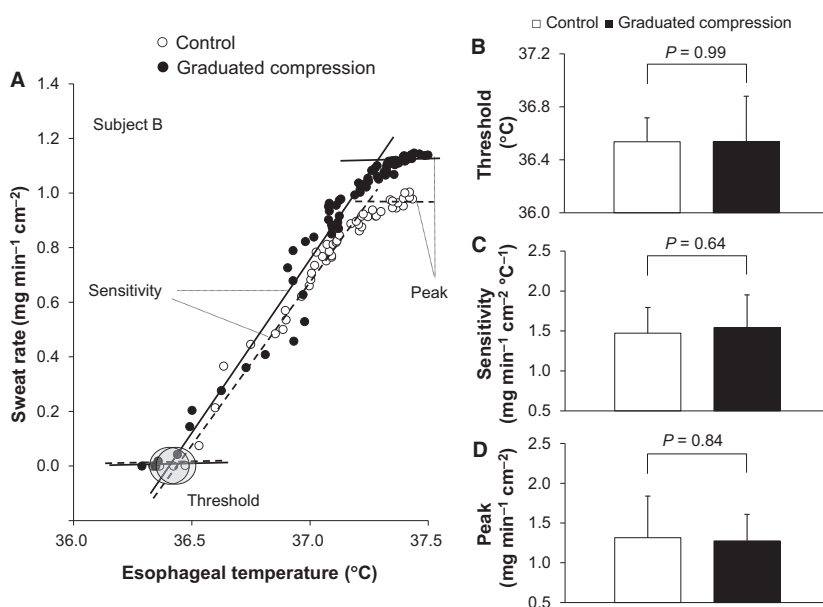 Control
Graduated compression
A
Subject B
1.4
1.2
1.0
0.8
0.6
0.4
0.2
0.0
Sweat rate (mg min−1 cm−2)
Sensitivity
Peak
Threshold
36.0
36.5
37.0
37.5
Esophageal temperature (°C)
Control
Graduated compression
B
P = 0.99
37.2
36.8
36.4
36.0
Threshold
(°C)
C
P = 0.64
2.5
2.0
1.5
1.0
0.5
Sensitivity
(mg min−1 cm−2 °C−1)
D
P = 0.84
2.5
2.0
1.5
1.0
0.5
Peak
(mg min−1 cm−2)